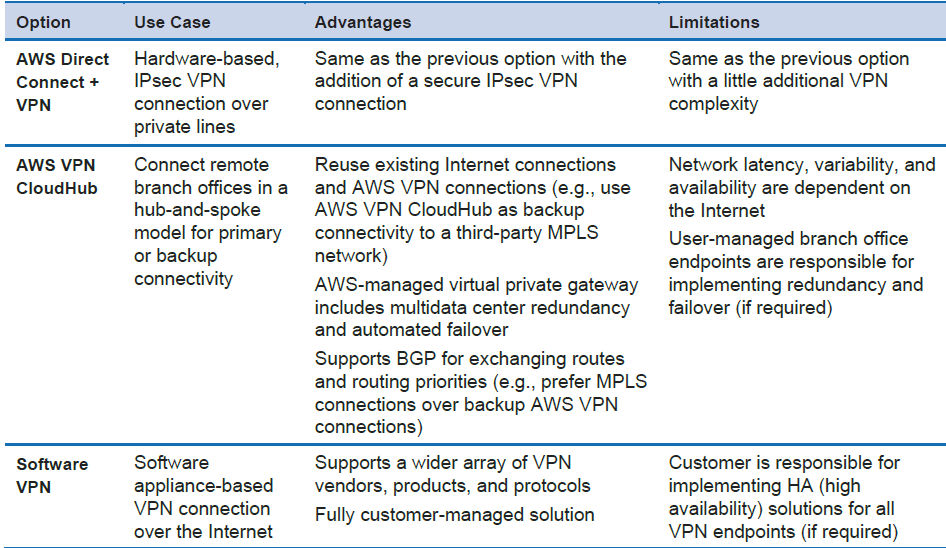 Option Use Case Advantages Limitations
AWS Direct
Connect +
VPN
Hardware-based,
IPsec VPN
connection over
private lines
Same as the previous option with the
addition of a secure IPsec VPN
connection
Same as the previous option
with a little additional VPN
complexity
AWS VPN
CloudHub
Connect remote
branch offices in a
hub-and-spoke
model for primary
or backup
connectivity
Reuse existing Internet connections
and AWS VPN connections (e.g., use
AWS VPN CloudHub as backup
connectivity to a third-party MPLS
network)
AWS-managed virtual private gateway
includes multidata center redundancy
and automated failover
Supports BGP for exchanging routes
and routing priorities (e.g., prefer MPLS
connections over backup AWS VPN
connections)
Network latency, variability, and
availability are dependent on
the Internet
User-managed branch office
endpoints are responsible for
implementing redundancy and
failover (if required)
Software
VPN
Software
appliance-based
VPN connection
over the Internet
Supports a wider array of VPN
vendors, products, and protocols
Fully customer-managed solution
Customer is responsible for
implementing HA (high
availability) solutions for all
VPN endpoints (if required)